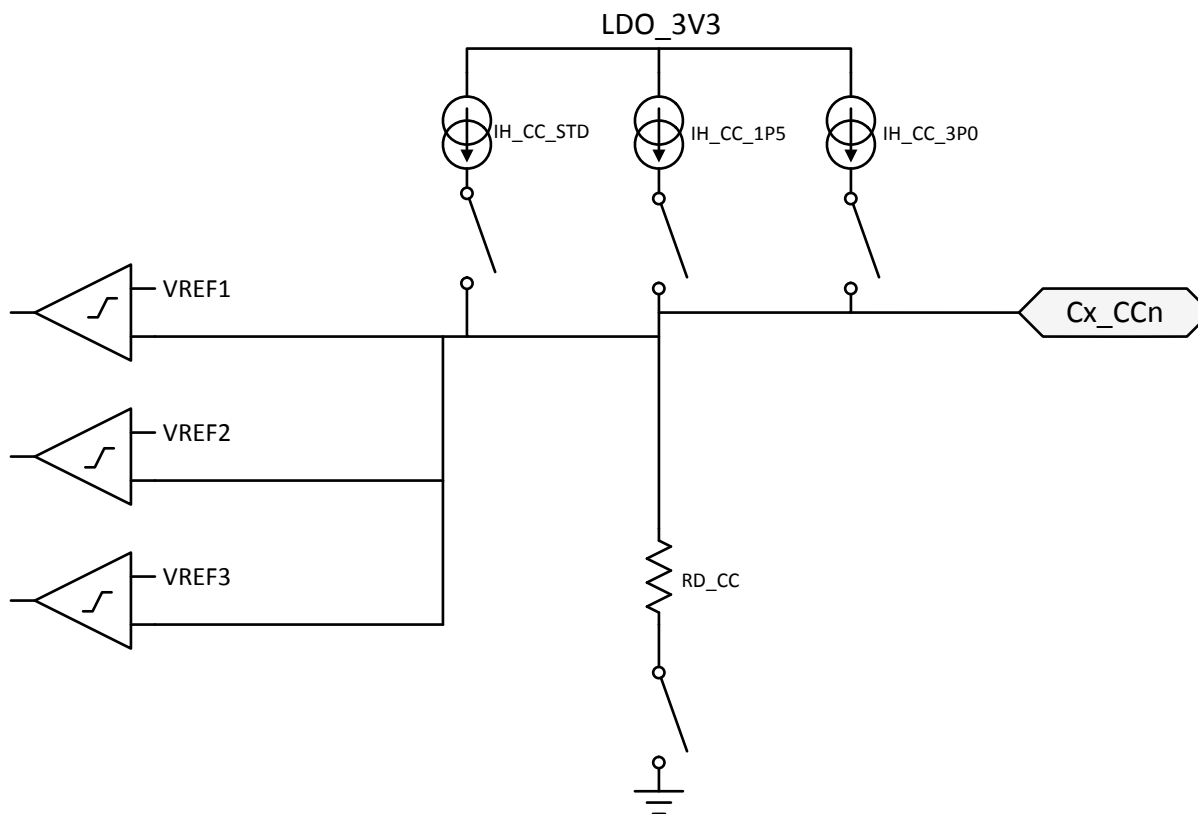 LDO_3V3
IH_CC_STD
IH_CC_1P5
IH_CC_3P0
VREF1
Cx_CCn
VREF2
VREF3
RD_CC